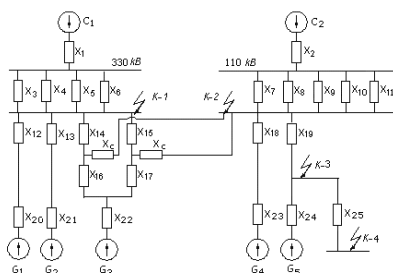 C1 C2
X1 X2
330 kB 110 kB
X3 X4 X5 X6 X7 X8 X9 X10 X11
K-1 K-2
X12 X13 X14 X15 X18 X19
Xc Xc
X16 X17 K-3
X20 X21 X22 X23 X24 X25
K-4
G1 G2 G3 G4 G5